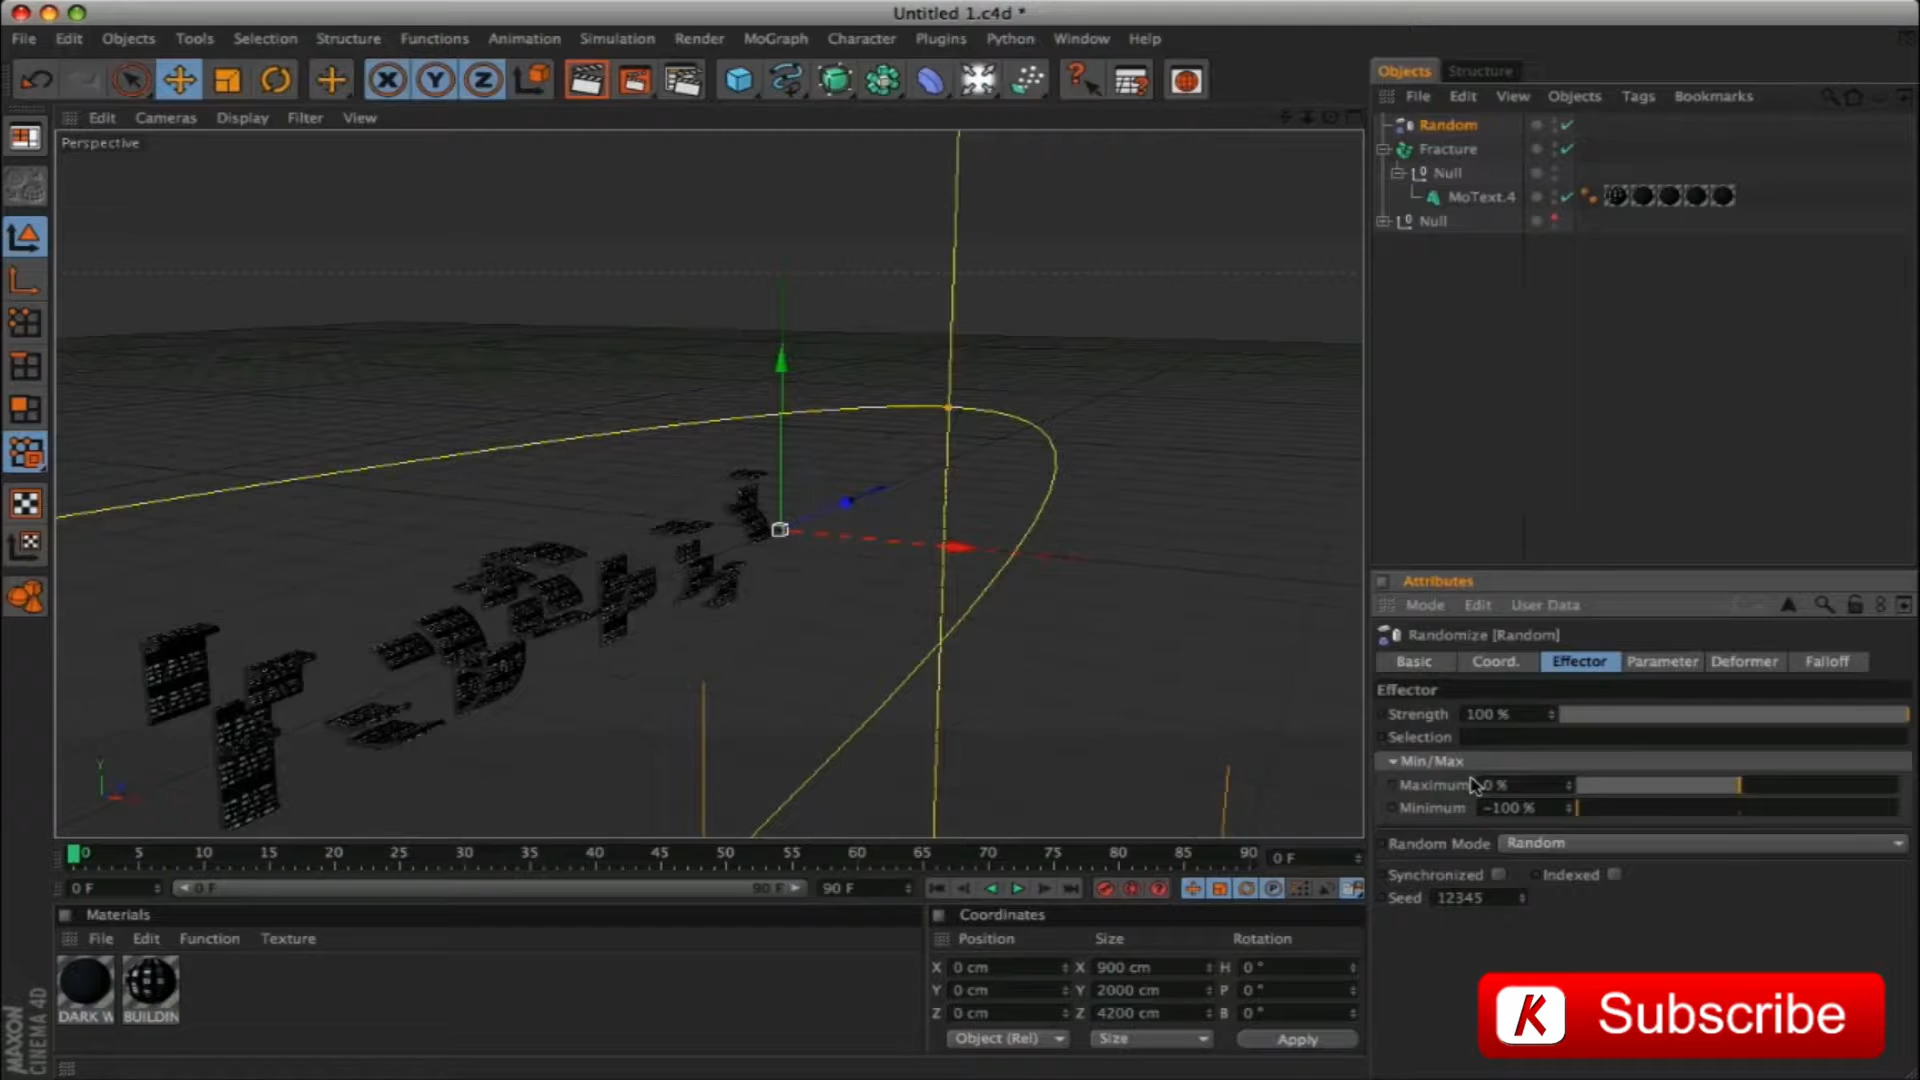 Untitled 1.c4d *
File Edit Objects Tools Selection Structure Functions Animation Simulation Render MoGraph Character Plugins Python Window Help
X Y Z
Objects Structure
File Edit View Objects Tags Bookmarks
Edit Cameras Display Filter View
Perspective
Random
Fracture
Null
MoText.4
Null
Attributes
Mode Edit User Data
Randomize [Random]
Basic Coord. Effector Parameter Deformer Falloff
Effector
Strength 100 %
Selection
Min/Max
Maximum 0 %
Minimum -100 %
Random Mode Random
Synchronized Indexed
Seed 12345
Y
0 5 10 15 20 25 30 35 40 45 50 55 60 65 70 75 80 85 90 0 F
0 F 0 F 90 F 90 F
P
Materials
File Edit Function Texture
DARK W BUILDIN
Coordinates
Position Size Rotation
X 0 cm X 900 cm H 0 °
Y 0 cm Y 2000 cm P 0 °
Z 0 cm Z 4200 cm B 0 °
Object (Rel) Size Apply
MAXON
CINEMA 4D
K Subscribe